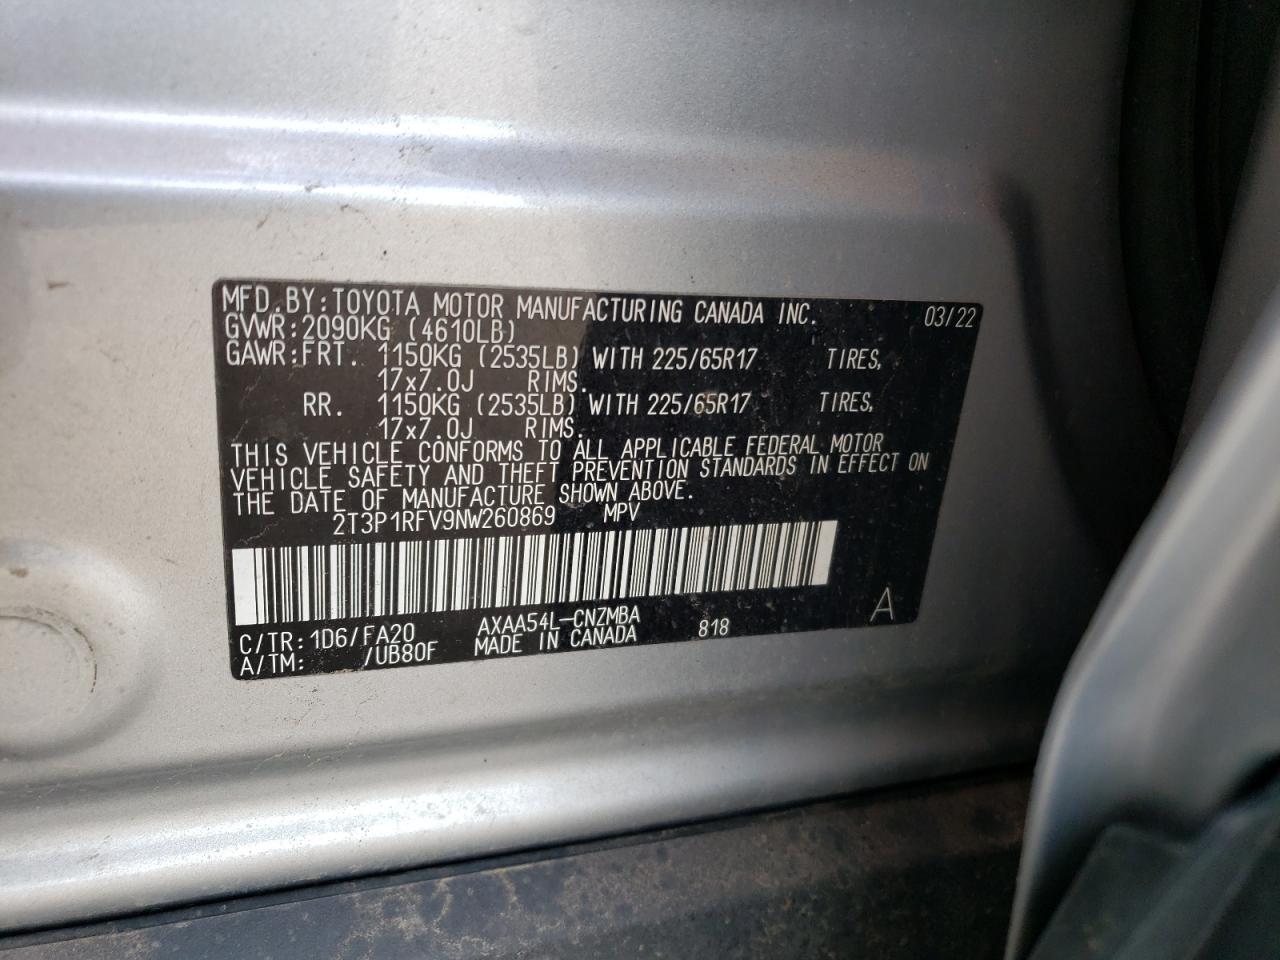 MFD.BY:TOYOTA MOTOR MANUFACTURING CANADA INC. 03/22
GVWR:2090KG (4610LB)
GAWR:FRT. 1150KG (2535LB) WITH 225/65R17 TIRES,
17x7.0J RIMS.
RR. 1150KG (2535LB) WITH 225/65R17 TIRES,
17x7.0J RIMS.
THIS VEHICLE CONFORMS TO ALL APPLICABLE FEDERAL MOTOR
VEHICLE SAFETY AND THEFT PREVENTION STANDARDS IN EFFECT ON
THE DATE OF MANUFACTURE SHOWN ABOVE.
2T3P1RFV9NW260869 MPV
A
C/TR:1D6/FA20 AXAA54L-CNZMBA 818
A/TM: /UB80F MADE IN CANADA